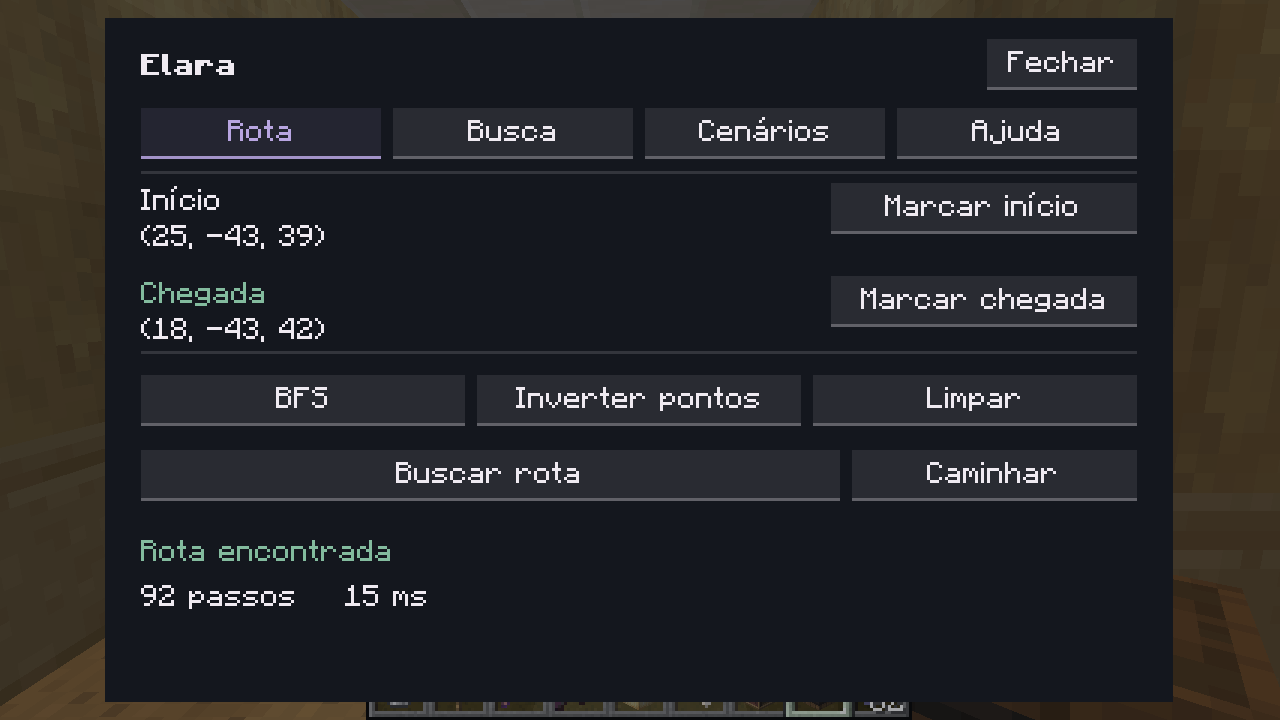 Elara
Fechar
Rota
Busca
Cenários
Ajuda
Início
(25, -43, 39)
Marcar início
Chegada
(18, -43, 42)
Marcar chegada
BFS
Inverter pontos
Limpar
Buscar rota
Caminhar
Rota encontrada
92 passos 15 ms